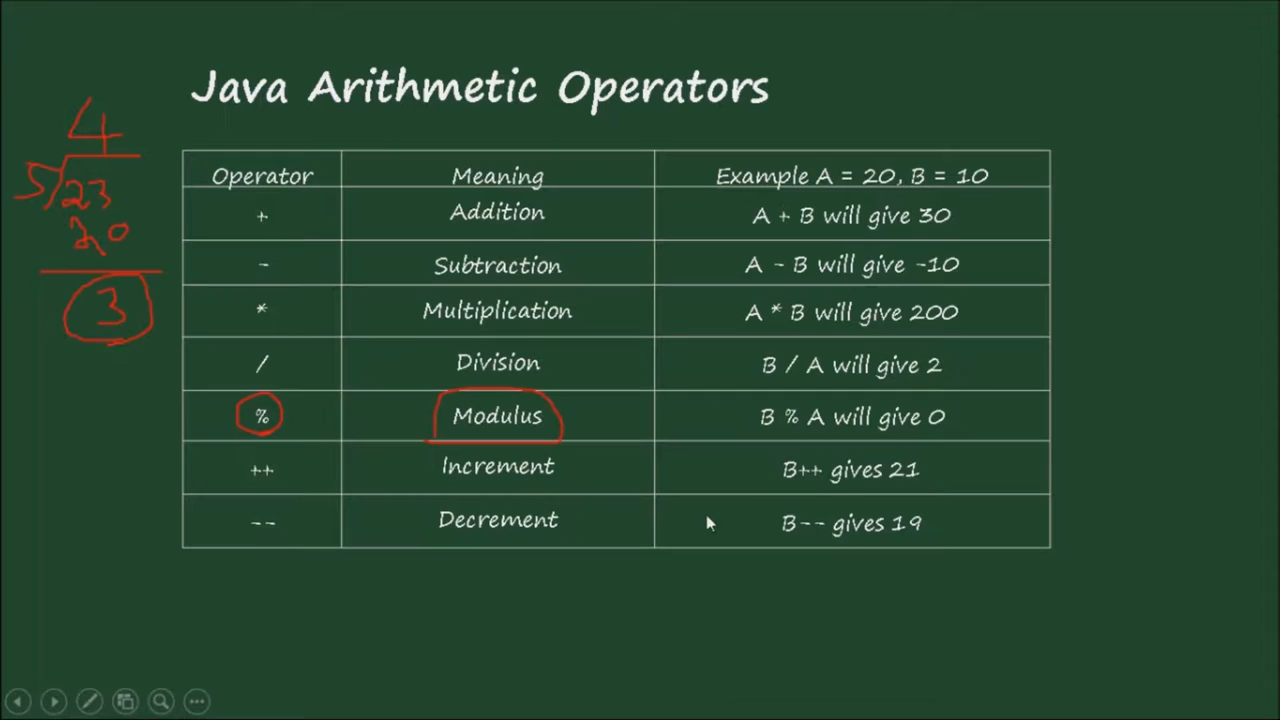 Java Arithmetic Operators
4
5 23
20
3
Operator Meaning Example A = 20, B = 10
+ Addition A + B will give 30
- Subtraction A - B will give -10
* Multiplication A * B will give 200
/ Division B / A will give 2
% Modulus B % A will give 0
++ Increment B++ gives 21
-- Decrement B-- gives 19